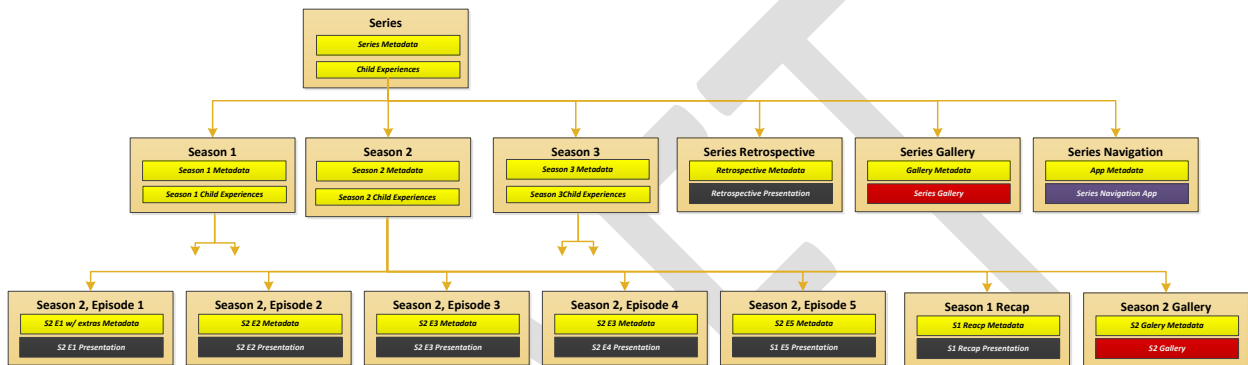 Series
Series Metadata
Child Experiences
Season 1
Season 1 Metadata
Season 1 Child Experiences
Season 2
Season 2 Metadata
Season 2 Child Experiences
Season 3
Season 3 Metadata
Season 3Child Experiences
Series Retrospective
Retrospective Metadata
Retrospective Presentation
Series Gallery
Gallery Metadata
Series Gallery
Series Navigation
App Metadata
Series Navigation App
Season 2, Episode 1
S2 E1 w/ extras Metadata
S2 E1 Presentation
Season 2, Episode 2
S2 E2 Metadata
S2 E2 Presentation
Season 2, Episode 3
S2 E3 Metadata
S2 E3 Presentation
Season 2, Episode 4
S2 E3 Metadata
S2 E4 Presentation
Season 2, Episode 5
S2 E5 Metadata
S1 E5 Presentation
Season 1 Recap
S1 Reacp Metadata
S1 Recap Presentation
Season 2 Gallery
S2 Galery Metadata
S2 Gallery